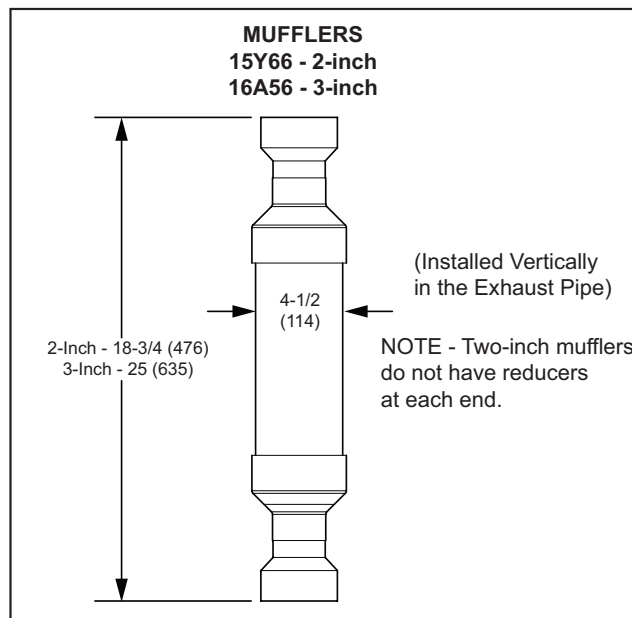 MUFFLERS
15Y66 - 2-inch
16A56 - 3-inch
(Installed Vertically
in the Exhaust Pipe)
4-1/2
(114)
2-Inch - 18-3/4 (476)
3-Inch - 25 (635)
NOTE - Two-inch mufflers
do not have reducers
at each end.